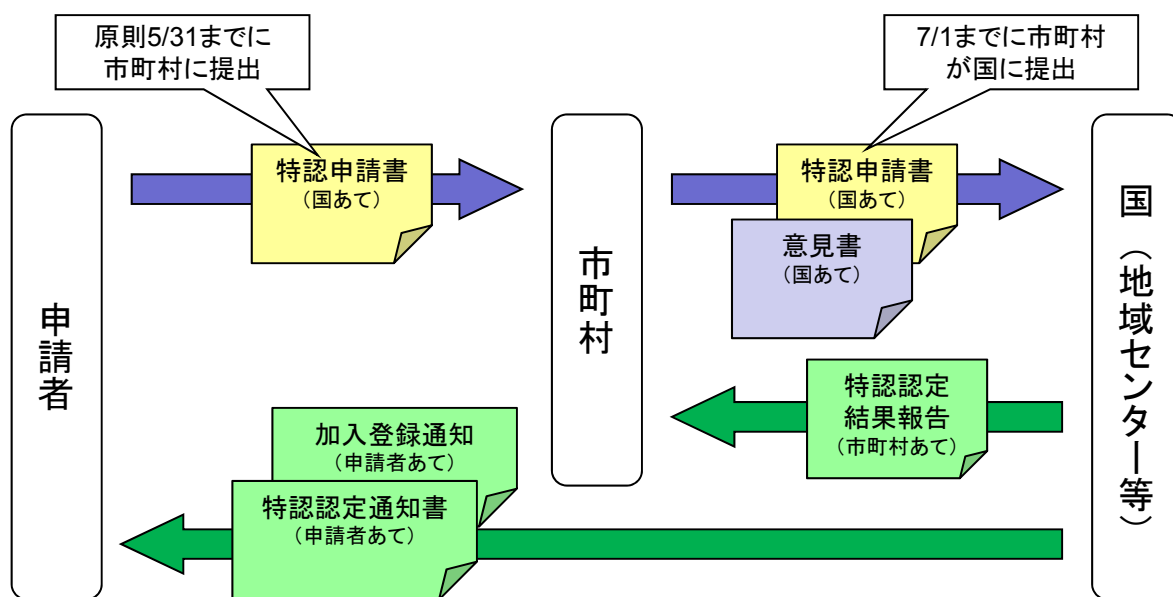 原則5/31までに
市町村に提出
7/1までに市町村
が国に提出
申請者
特認申請書
（国あて）
市町村
特認申請書
（国あて）
意見書
（国あて）
国（地域センター等）
特認認定
結果報告
（市町村あて）
加入登録通知
（申請者あて）
特認認定通知書
（申請者あて）